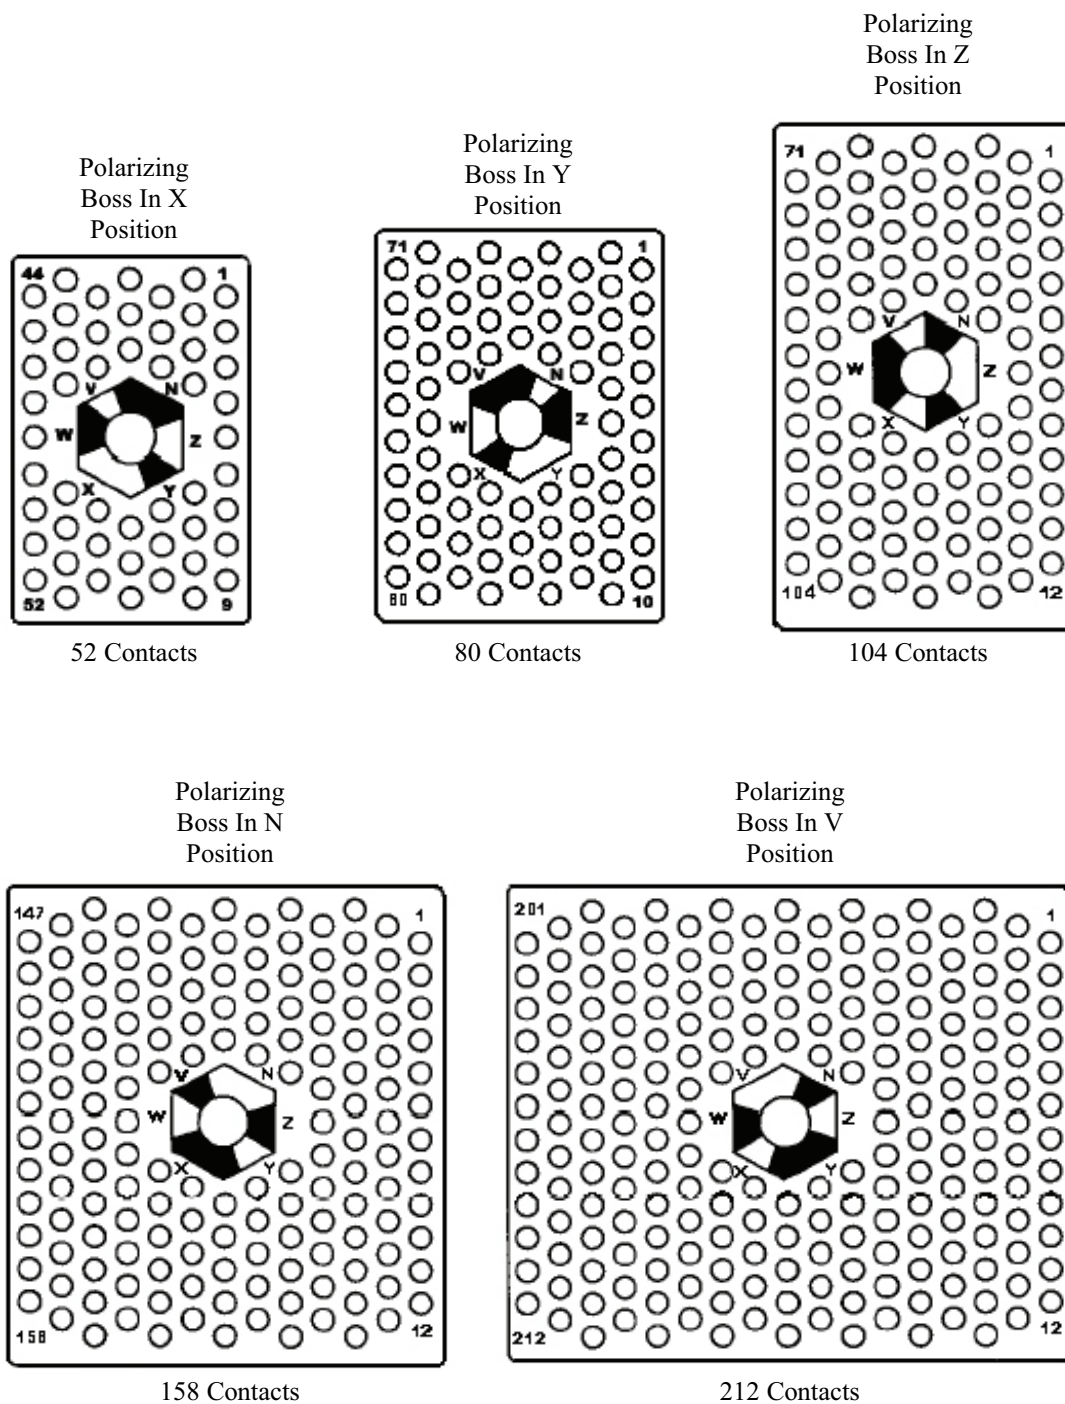 Polarizing
Boss In X
Position
44 1
V N
W Z
X Y
52 9
52 Contacts
Polarizing
Boss In Y
Position
71 1
V N
W Z
X Y
80 10
80 Contacts
Polarizing
Boss In Z
Position
71 1
V N
W Z
X Y
104 12
104 Contacts
Polarizing
Boss In N
Position
147 1
V N
W Z
X Y
158 12
158 Contacts
Polarizing
Boss In V
Position
201 1
V N
W Z
X Y
212 12
212 Contacts